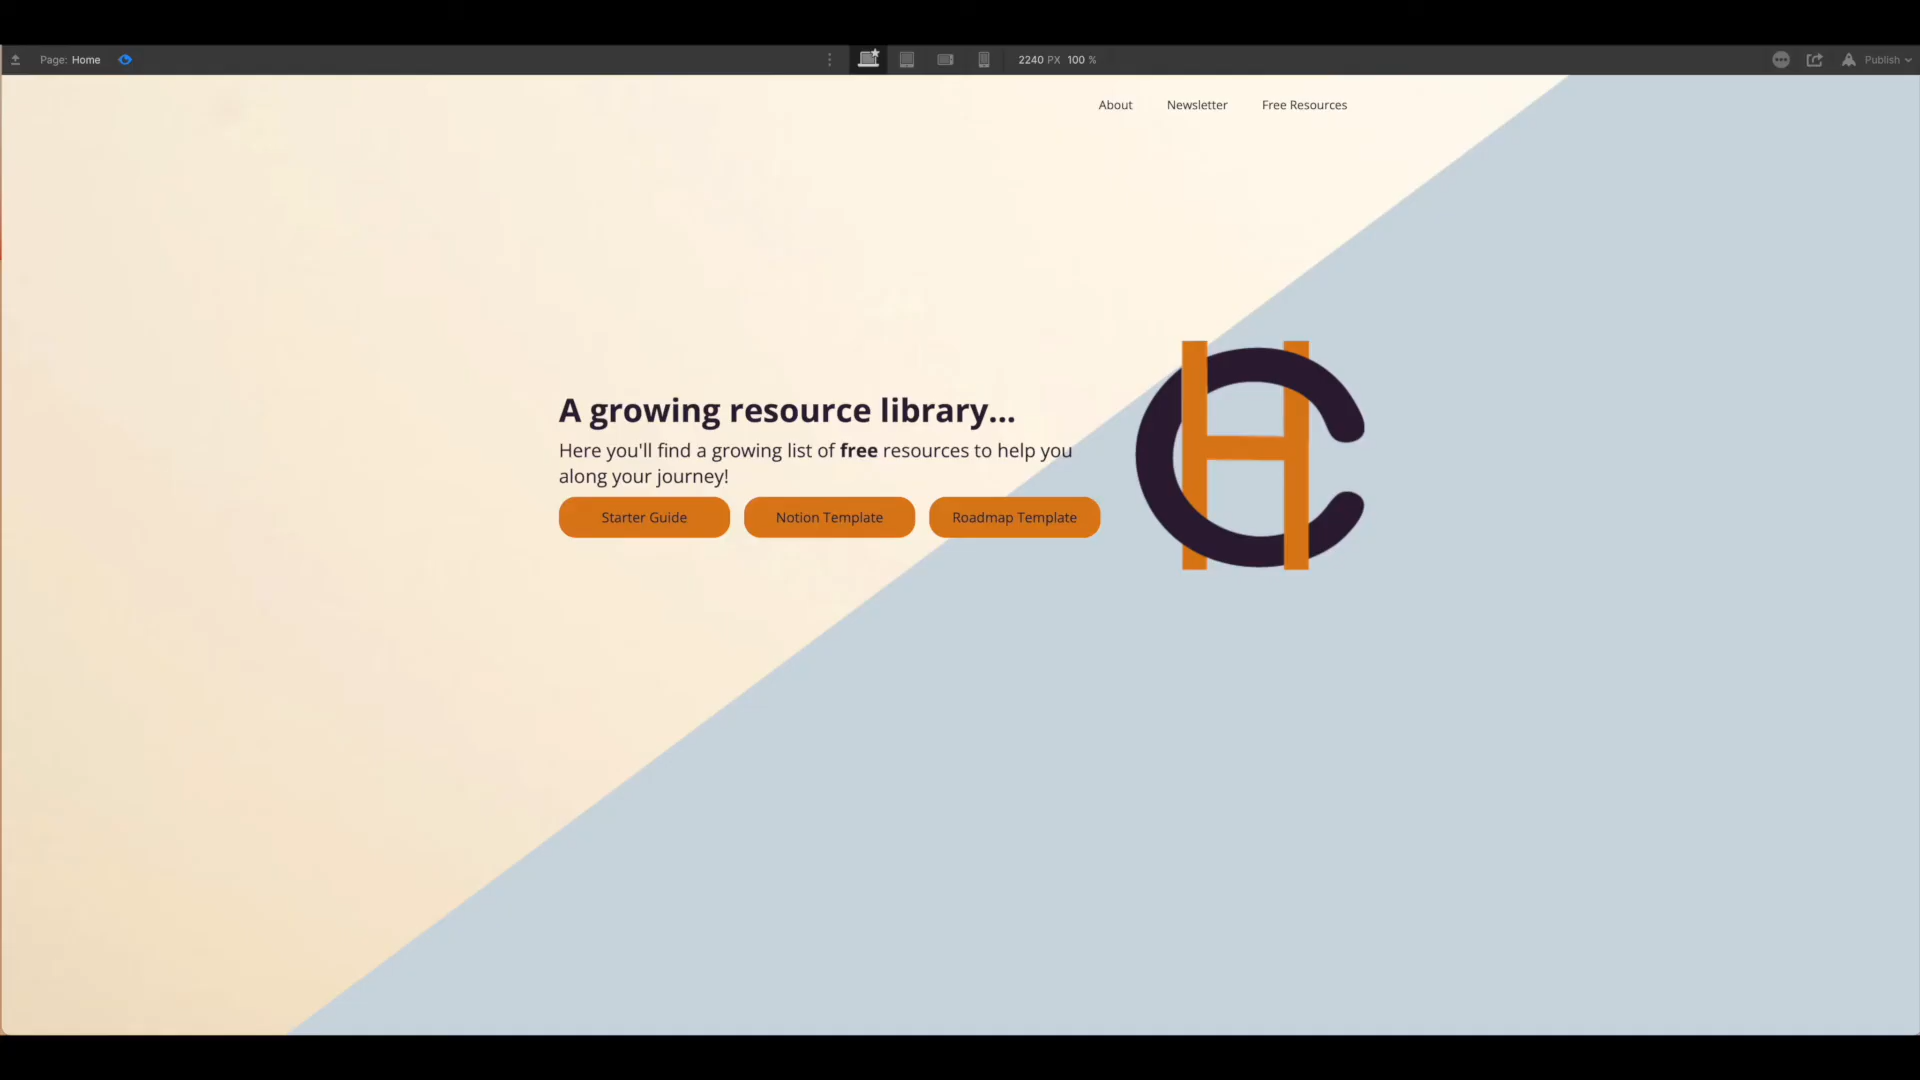 Page: Home
2240 PX 100 %
Publish
About Newsletter Free Resources
A growing resource library...
Here you'll find a growing list of free resources to help you
along your journey!
Starter Guide Notion Template Roadmap Template
CH